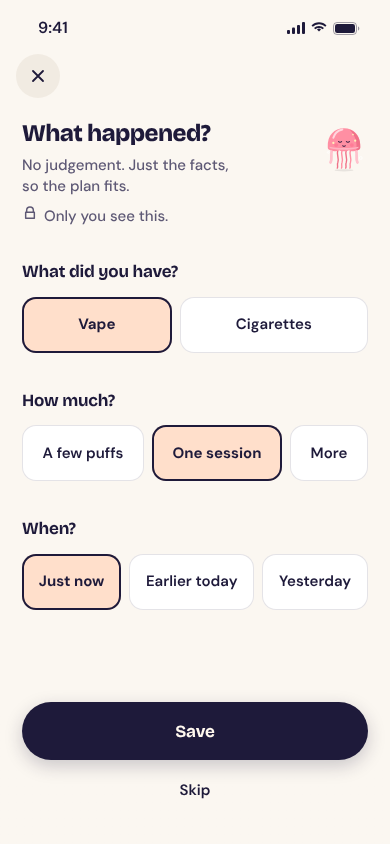 9:41
What happened?
No judgement. Just the facts,
so the plan fits.
Only you see this.
What did you have?
Vape
Cigarettes
How much?
A few puffs
One session
More
When?
Just now
Earlier today
Yesterday
Save
Skip